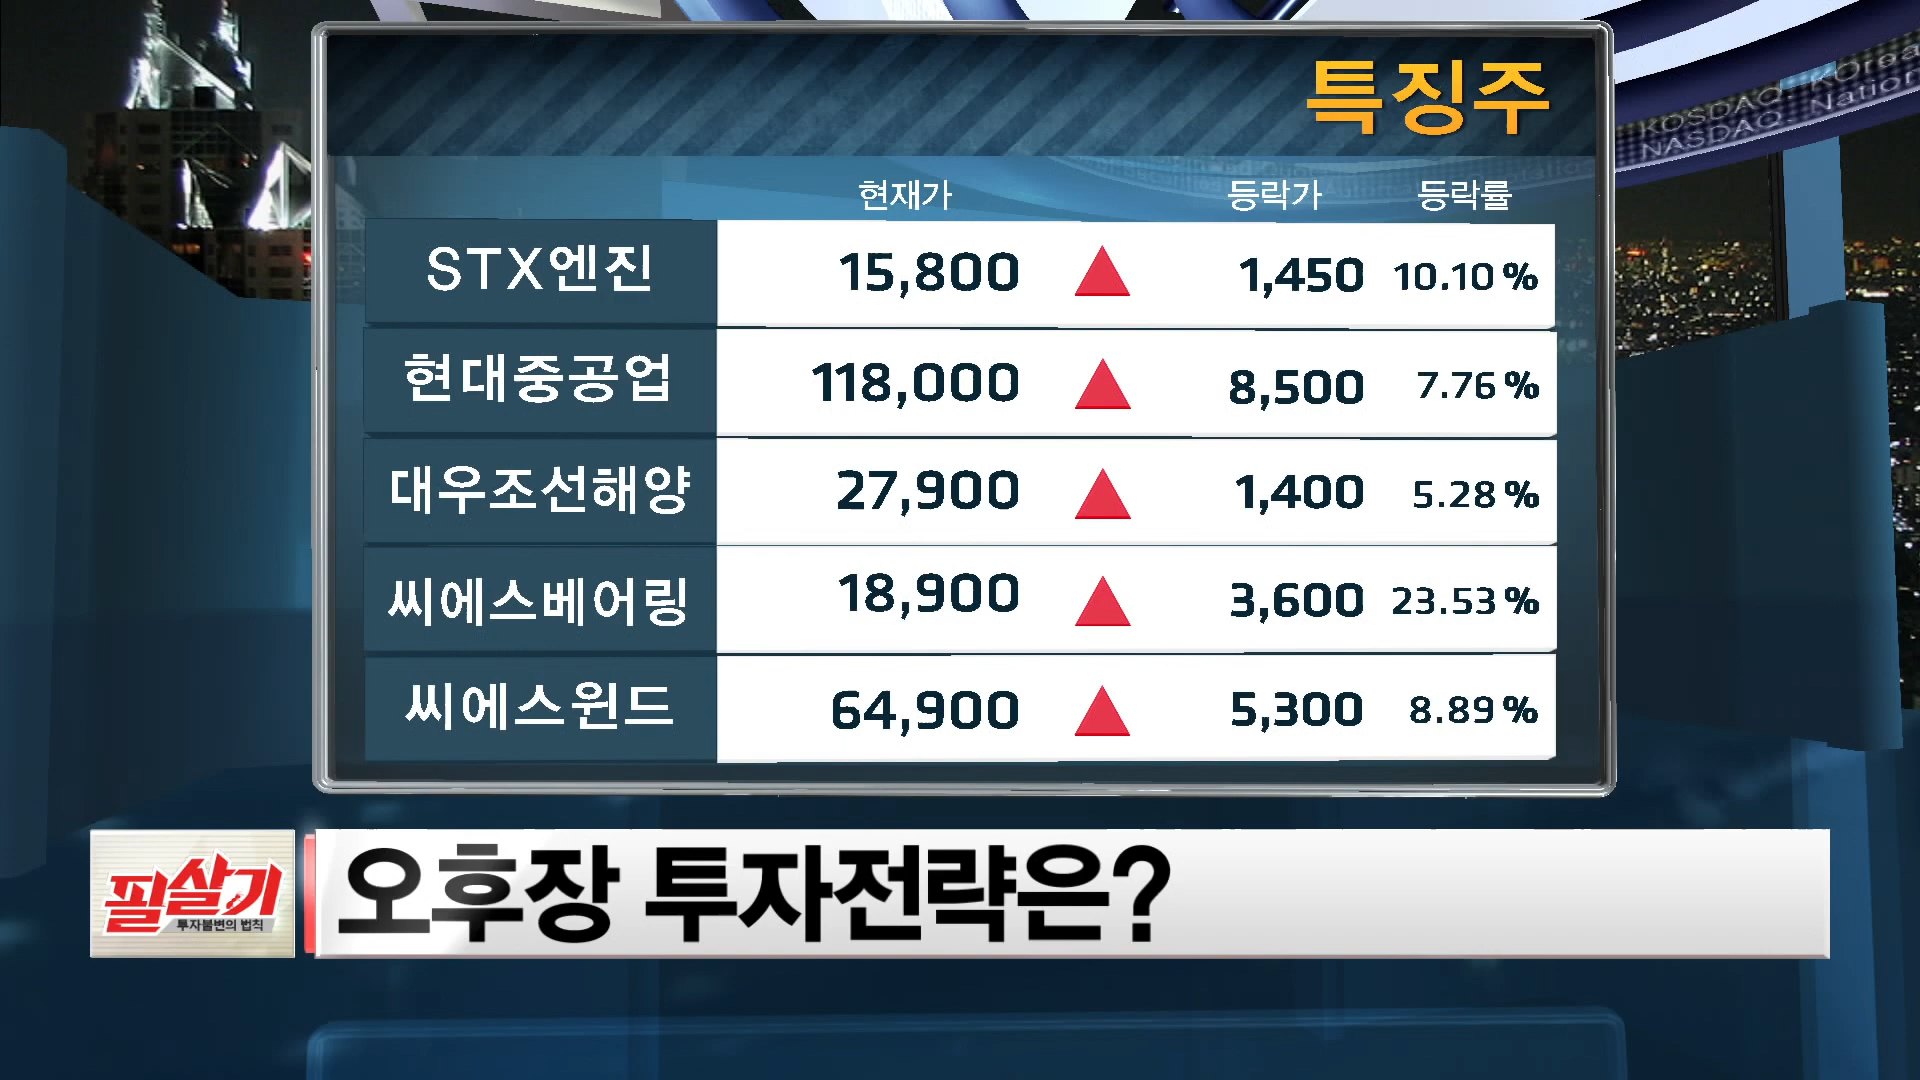 특징주
현재가 등락가 등락률
STX엔진 15,800 ▲ 1,450 10.10 %
현대중공업 118,000 ▲ 8,500 7.76 %
대우조선해양 27,900 ▲ 1,400 5.28 %
씨에스베어링 18,900 ▲ 3,600 23.53 %
씨에스윈드 64,900 ▲ 5,300 8.89 %
필살기
투자불변의 법칙
오후장 투자전략은?
KOSDAQ Korea
NASDAQ Nation